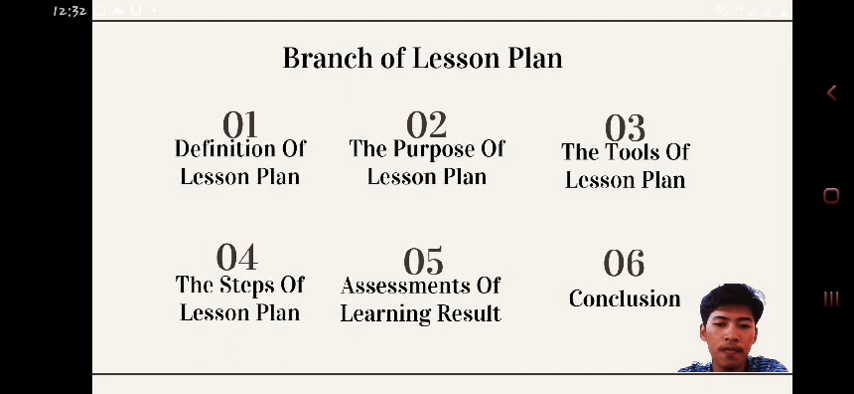 12:32
Branch of Lesson Plan
01
Definition Of
Lesson Plan
02
The Purpose Of
Lesson Plan
03
The Tools Of
Lesson Plan
04
The Steps Of
Lesson Plan
05
Assessments Of
Learning Result
06
Conclusion